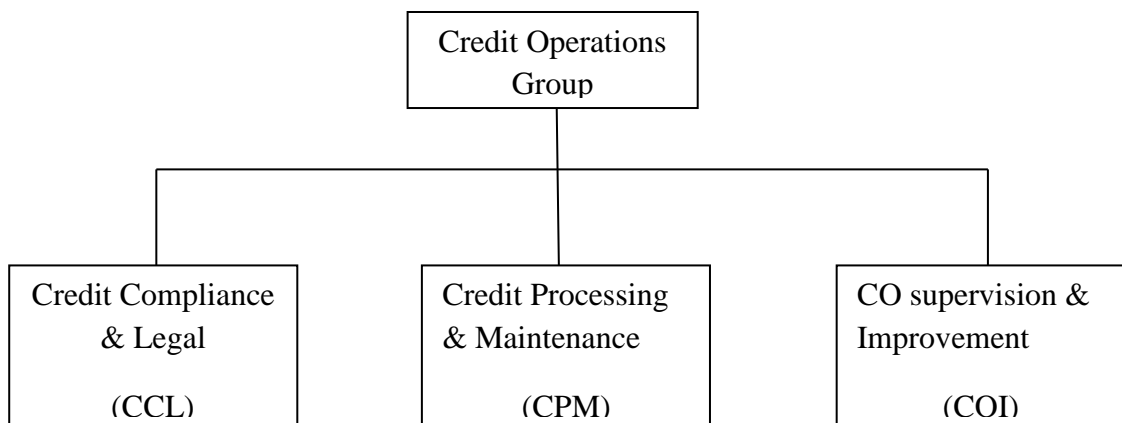 Credit Operations
Group
Credit Compliance
& Legal
(CCL)
Credit Processing
& Maintenance
(CPM)
CO supervision &
Improvement
(COI)